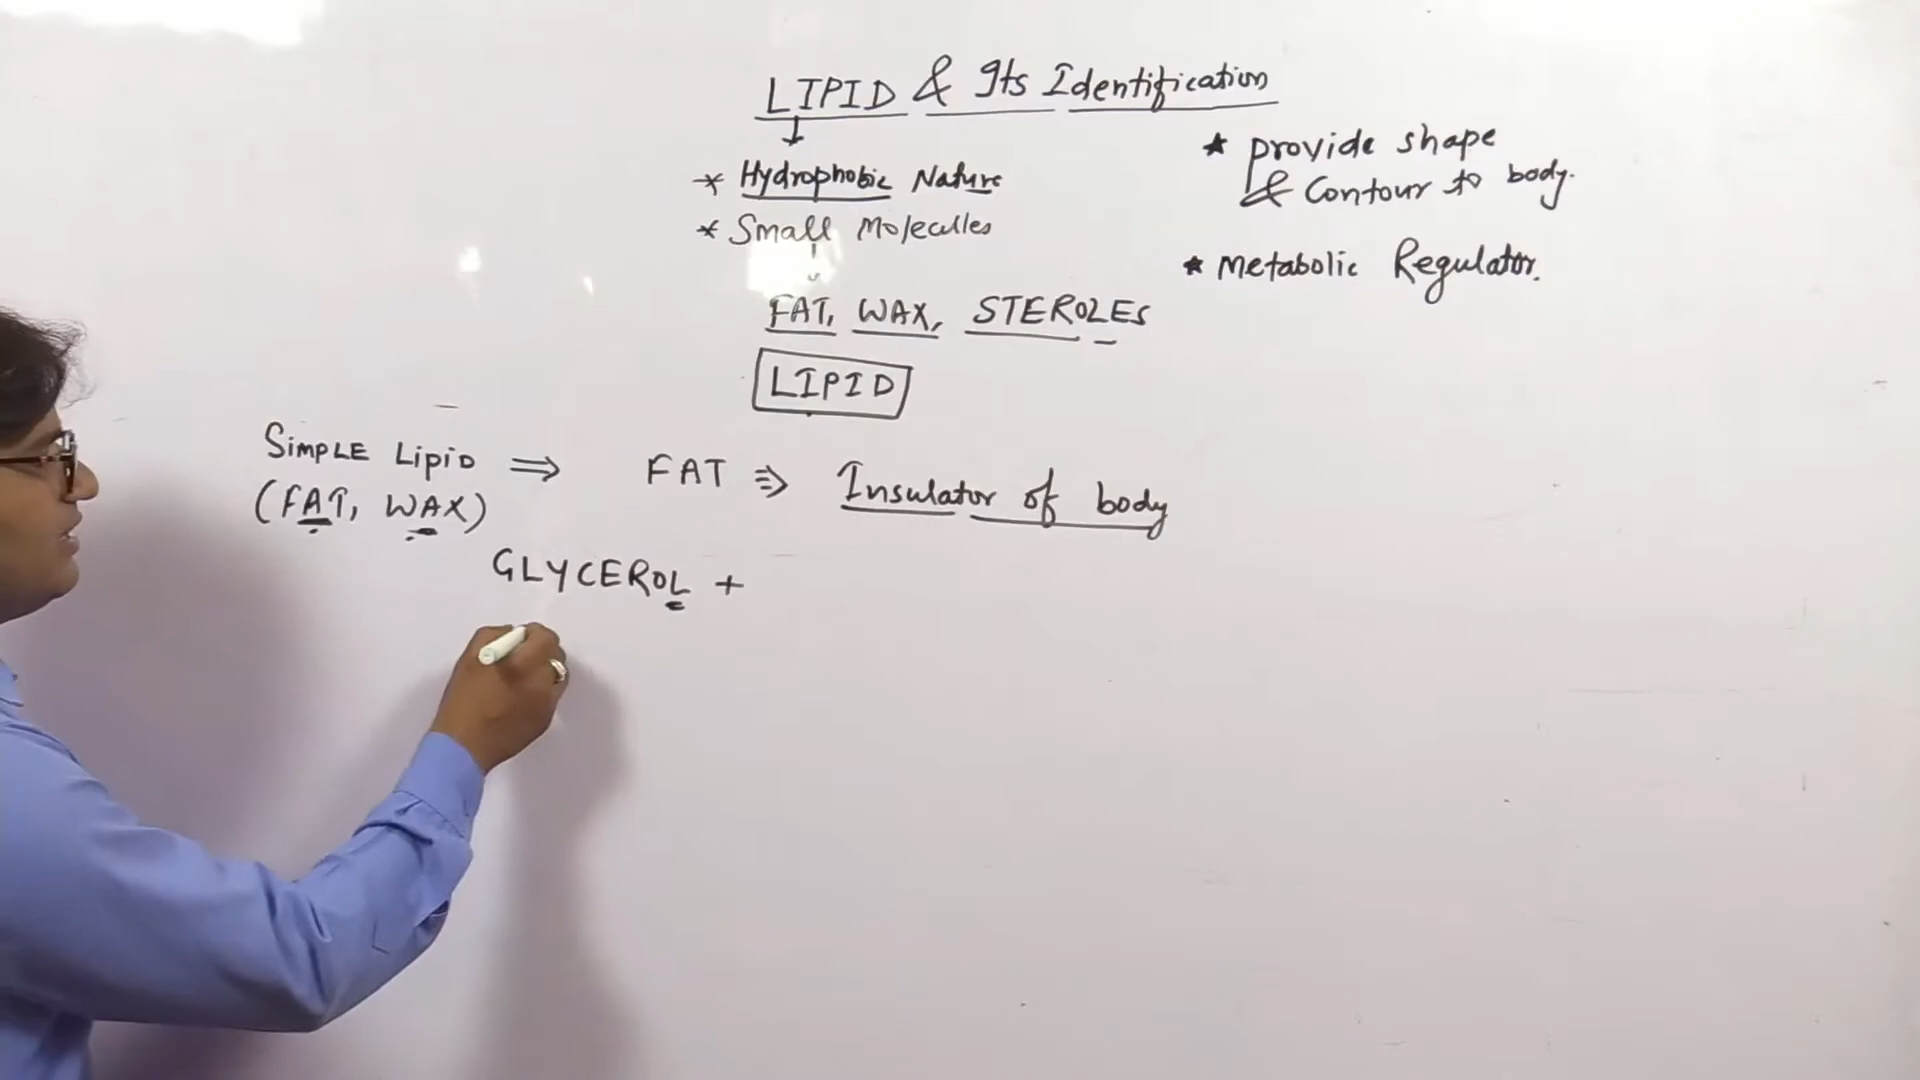 LIPID & Its Identification
* Hydrophobic Nature
* Small Moleculles
FAT, WAX, STEROLEs
LIPID
★ provide shape
& Contour to body.
★ Metabolic Regulator.
SIMPLE LIPID ⇒ FAT ⇒ Insulator of body
(FAT, WAX)
GLYCEROL +